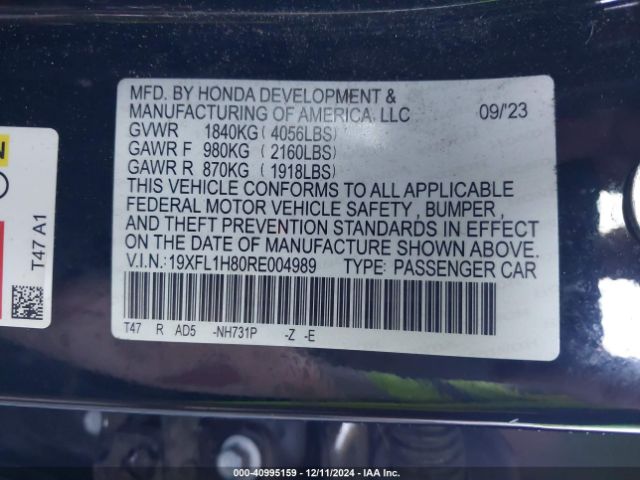 MFD. BY HONDA DEVELOPMENT &
MANUFACTURING OF AMERICA, LLC 09/23
GVWR 1840KG (4056LBS)
GAWR F 980KG (2160LBS)
GAWR R 870KG (1918LBS)
THIS VEHICLE CONFORMS TO ALL APPLICABLE
FEDERAL MOTOR VEHICLE SAFETY, BUMPER,
AND THEFT PREVENTION STANDARDS IN EFFECT
ON THE DATE OF MANUFACTURE SHOWN ABOVE.
V.I.N.:19XFL1H80RE004989 TYPE: PASSENGER CAR
T47 R AD5 -NH731P -Z -E
T47 A1
000-40995159 - 12/11/2024 - IAA Inc.